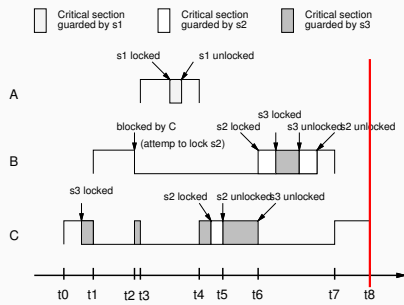 Critical section
guarded by s1
Critical section
guarded by s2
Critical section
guarded by s3
s1 locked
s1 unlocked
A
blocked by C
(attemp to lock s2)
s2 locked
s3 locked
s3 unlocked
s2 unlocked
B
s3 locked
s2 locked
s2 unlocked
s3 unlocked
C
t0 t1 t2 t3 t4 t5 t6 t7 t8